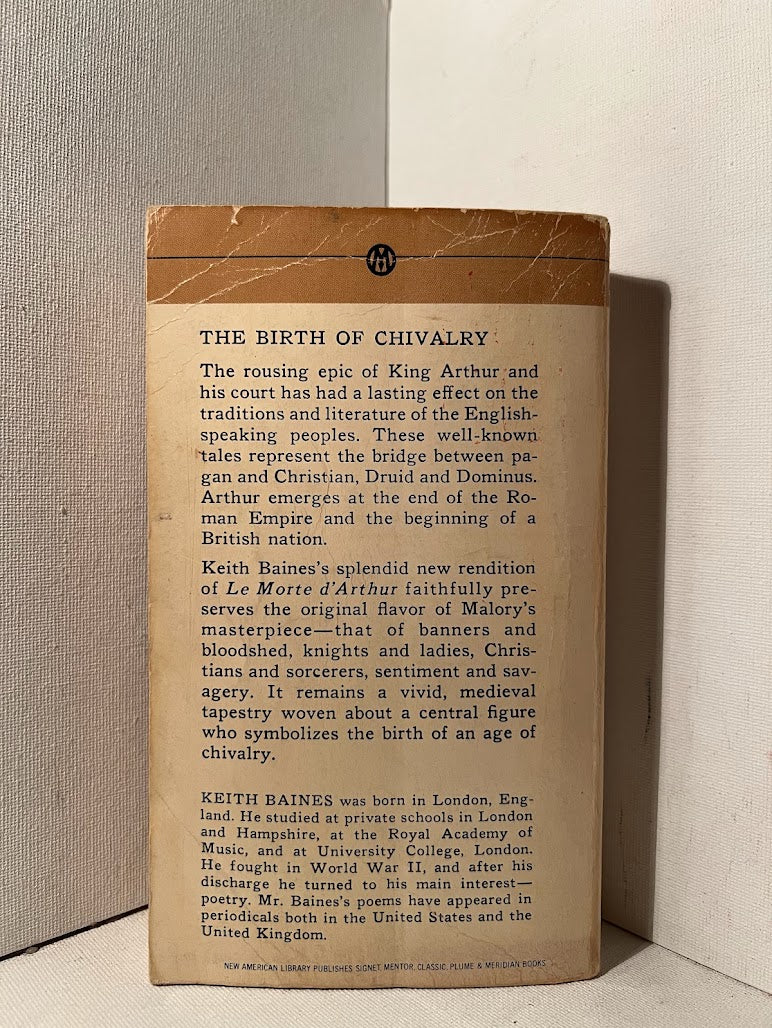 THE BIRTH OF CHIVALRY
The rousing epic of King Arthur and
his court has had a lasting effect on the
traditions and literature of the English-
speaking peoples. These well-known
tales represent the bridge between pa-
gan and Christian, Druid and Dominus.
Arthur emerges at the end of the Ro-
man Empire and the beginning of a
British nation.
Keith Baines's splendid new rendition
of Le Morte d'Arthur faithfully pre-
serves the original flavor of Malory's
masterpiece—that of banners and
bloodshed, knights and ladies, Chris-
tians and sorcerers, sentiment and sav-
agery. It remains a vivid, medieval
tapestry woven about a central figure
who symbolizes the birth of an age of
chivalry.
KEITH BAINES was born in London, Eng-
land. He studied at private schools in London
and Hampshire, at the Royal Academy of
Music, and at University College, London.
He fought in World War II, and after his
discharge he turned to his main interest—
poetry. Mr. Baines's poems have appeared in
periodicals both in the United States and the
United Kingdom.
NEW AMERICAN LIBRARY PUBLISHES SIGNET, MENTOR, CLASSIC, PLUME & MERIDIAN BOOKS